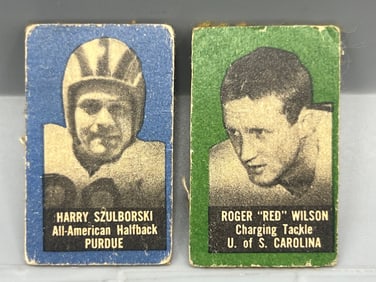 HARRY SZULBORSKI
All-American Halfback
PURDUE
ROGER "RED" WILSON
Charging Tackle
U. of S. CAROLINA